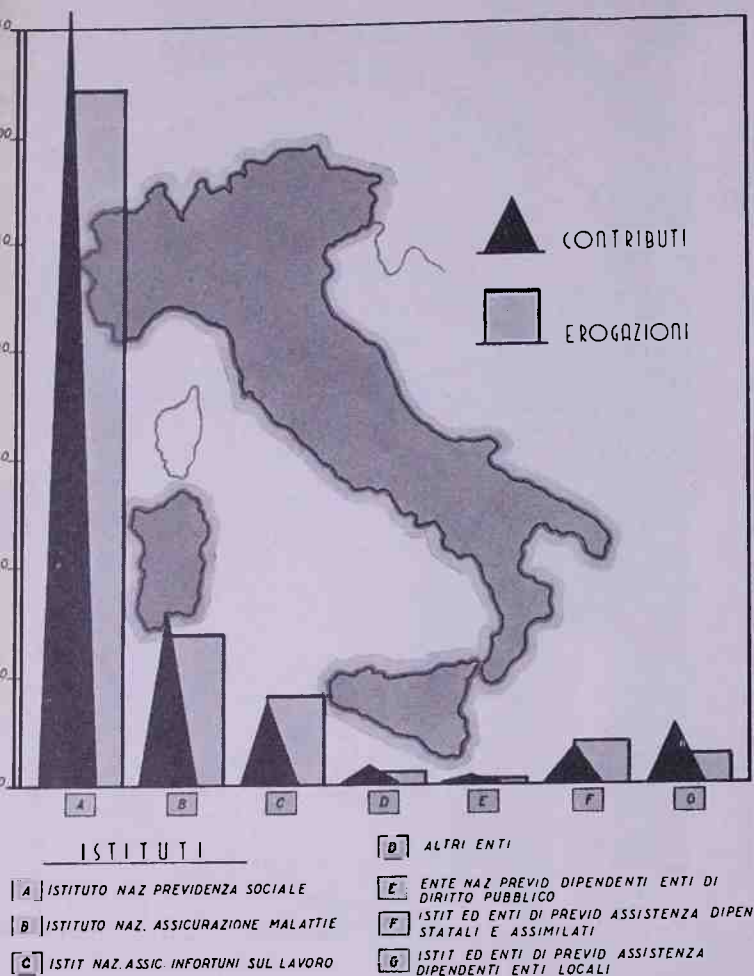 CONTRIBUTI
EROGAZIONI
A B C D E F G
ISTITUTI
A ISTITUTO NAZ PREVIDENZA SOCIALE
B ISTITUTO NAZ. ASSICURAZIONE MALATTIE
C ISTIT NAZ. ASSIC. INFORTUNI SUL LAVORO
D ALTRI ENTI
E ENTE NAZ PREVID DIPENDENTI ENTI DI
DIRITTO PUBBLICO
F ISTIT ED ENTI DI PREVID ASSISTENZA DIPEN
STATALI E ASSIMILATI
G ISTIT ED ENTI DI PREVID ASSISTENZA
DIPENDENTI ENTI LOCALI